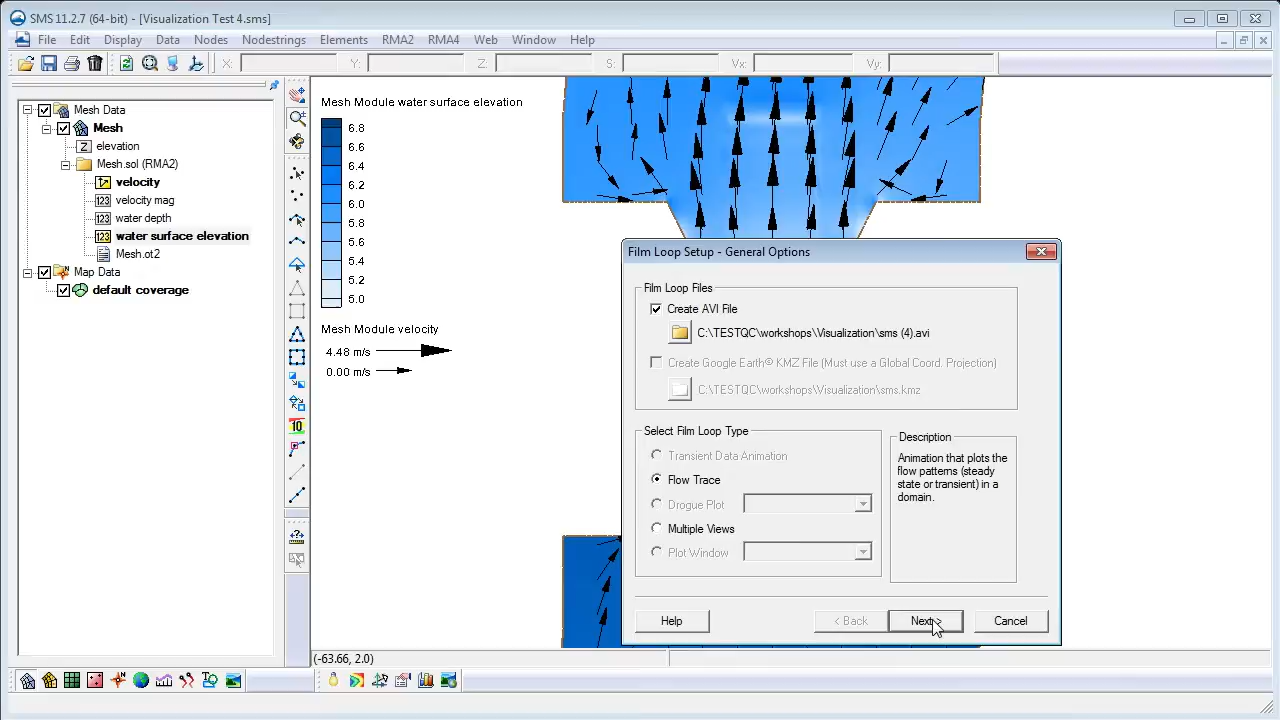 SMS 11.2.7 (64-bit) - [Visualization Test 4.sms]
File Edit Display Data Nodes Nodestrings Elements RMA2 RMA4 Web Window Help
X: Y: Z: S: Vx: Vy:
Mesh Data
Mesh
Z elevation
Mesh.sol (RMA2)
velocity
123 velocity mag
123 water depth
123 water surface elevation
Mesh.ot2
Map Data
default coverage
10
Mesh Module water surface elevation
6.8
6.6
6.4
6.2
6.0
5.8
5.6
5.4
5.2
5.0
Mesh Module velocity
4.48 m/s
0.00 m/s
Film Loop Setup - General Options
Film Loop Files
Create AVI File
C:\TESTQC\workshops\Visualization\sms (4).avi
Create Google Earth® KMZ File (Must use a Global Coord. Projection)
C:\TESTQC\workshops\Visualization\sms.kmz
Select Film Loop Type
Transient Data Animation
Flow Trace
Drogue Plot
Multiple Views
Plot Window
Description
Animation that plots the
flow patterns (steady
state or transient) in a
domain.
Help < Back Next > Cancel
(-63.66, 2.0)